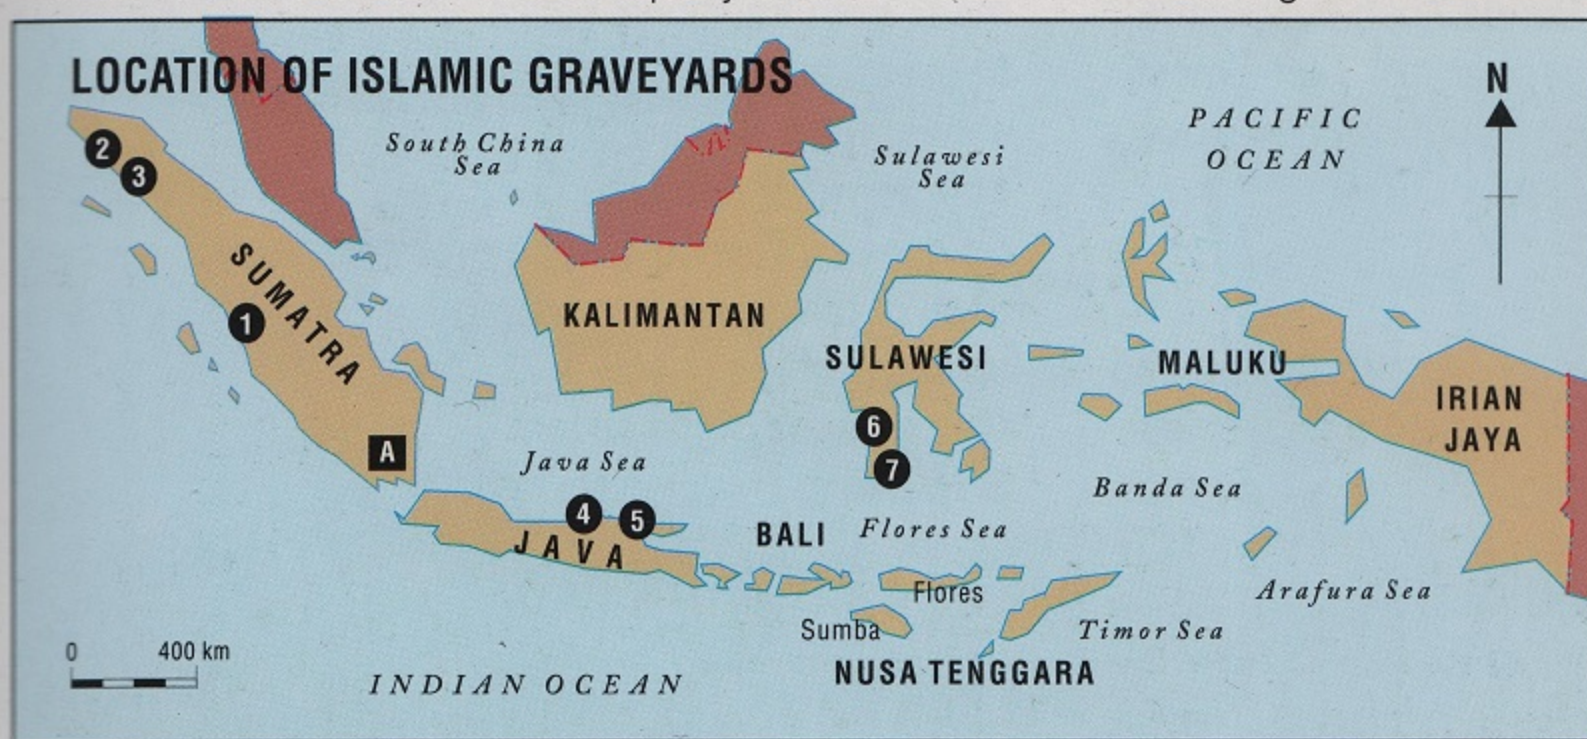 LOCATION OF ISLAMIC GRAVEYARDS
N
PACIFIC
OCEAN
South China
Sea
Sulawesi
Sea
2
3
SUMATRA
1
KALIMANTAN
SULAWESI
MALUKU
IRIAN
JAYA
6
7
A
Java Sea
Banda Sea
4
5
JAVA
BALI
Flores Sea
Flores
Arafura Sea
Sumba
Timor Sea
0 400 km
NUSA TENGGARA
INDIAN OCEAN